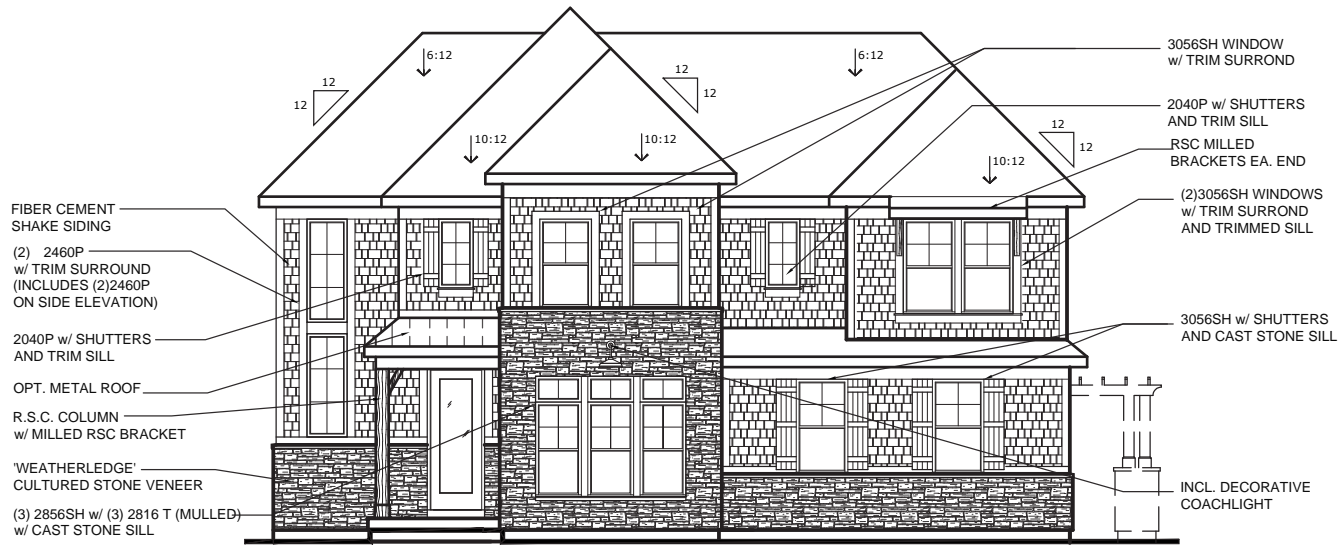 6:12
6:12
12
12
12
12
10:12
10:12
10:12
12
12
FIBER CEMENT
SHAKE SIDING
(2) 2460P
w/ TRIM SURROUND
(INCLUDES (2)2460P
ON SIDE ELEVATION)
2040P w/ SHUTTERS
AND TRIM SILL
OPT. METAL ROOF
R.S.C. COLUMN
w/ MILLED RSC BRACKET
'WEATHERLEDGE'
CULTURED STONE VENEER
(3) 2856SH w/ (3) 2816 T (MULLED)
w/ CAST STONE SILL
3056SH WINDOW
w/ TRIM SURROND
2040P w/ SHUTTERS
AND TRIM SILL
RSC MILLED
BRACKETS EA. END
(2)3056SH WINDOWS
w/ TRIM SURROND
AND TRIMMED SILL
3056SH w/ SHUTTERS
AND CAST STONE SILL
INCL. DECORATIVE
COACHLIGHT